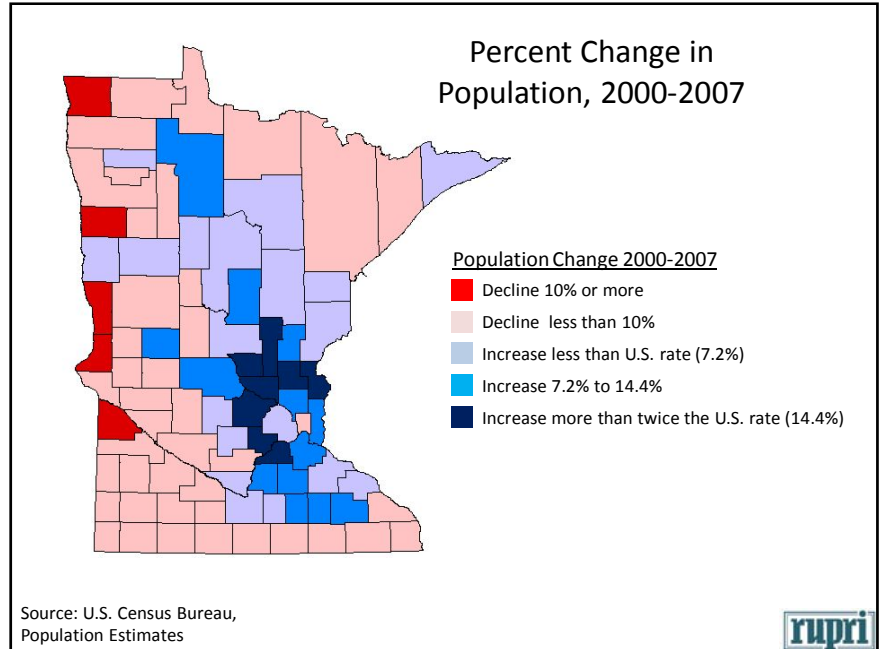 Percent Change in
Population, 2000-2007
Population Change 2000-2007
Decline 10% or more
Decline less than 10%
Increase less than U.S. rate (7.2%)
Increase 7.2% to 14.4%
Increase more than twice the U.S. rate (14.4%)
Source: U.S. Census Bureau,
Population Estimates
rupri